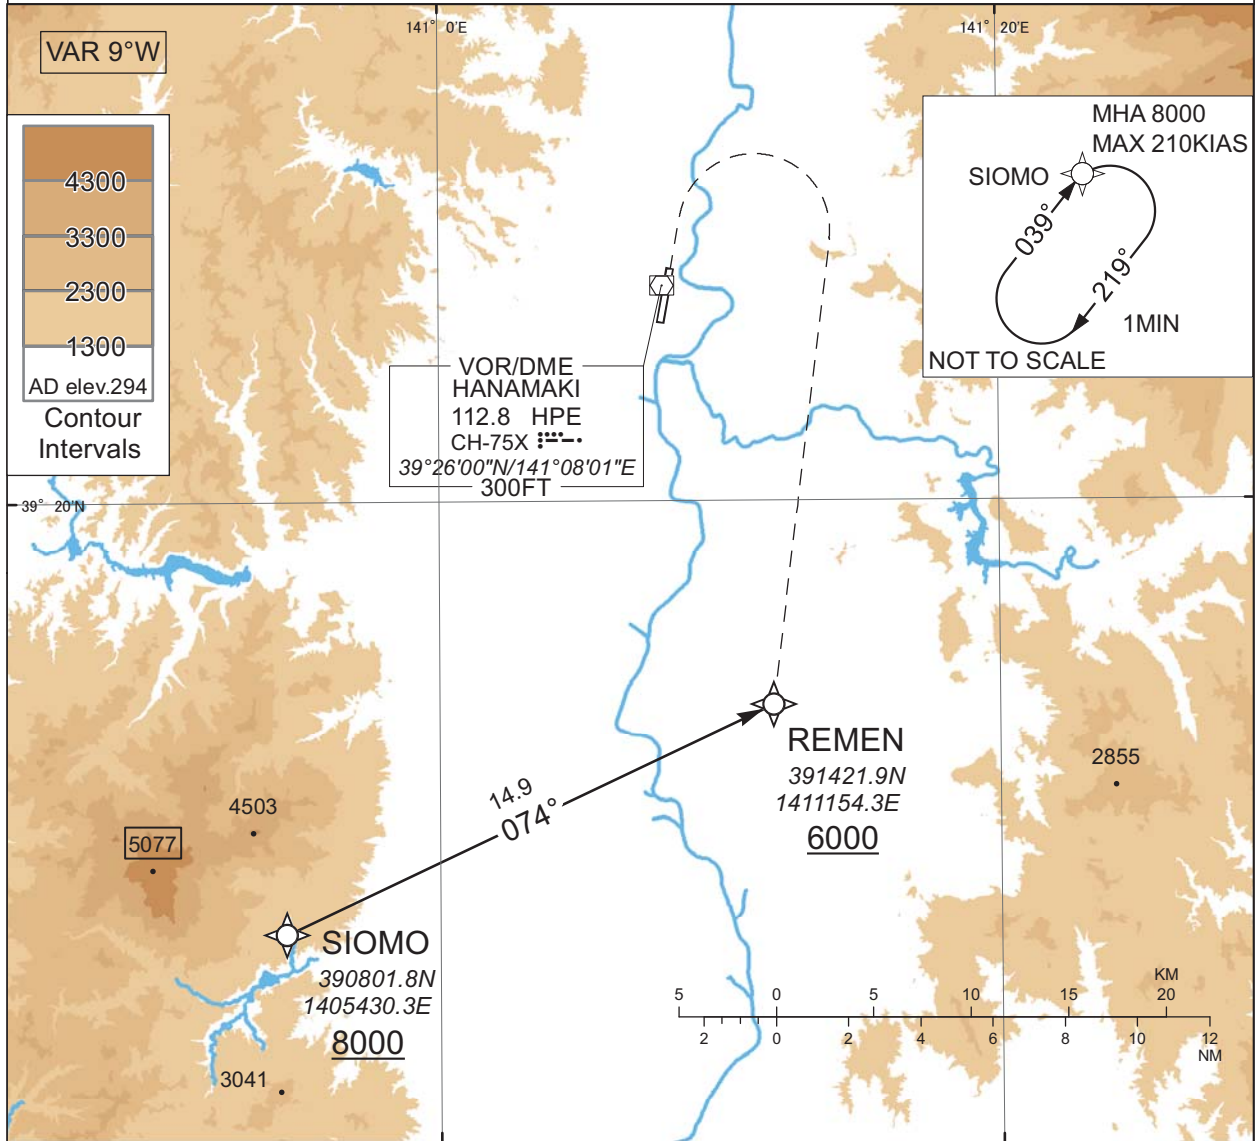 141° 0'E
141° 20'E
VAR 9°W
4300
3300
2300
1300
AD elev.294
Contour
Intervals
MHA 8000
MAX 210KIAS
SIOMO
039°
219°
1MIN
NOT TO SCALE
VOR/DME
HANAMAKI
112.8 HPE
CH-75X
39°26'00"N/141°08'01"E
300FT
39° 20'N
REMEN
391421.9N
1411154.3E
6000
2855
14.9
074°
4503
5077
SIOMO
390801.8N
1405430.3E
8000
3041
KM
5 0 5 10 15 20
2 0 2 4 6 8 10 12
NM